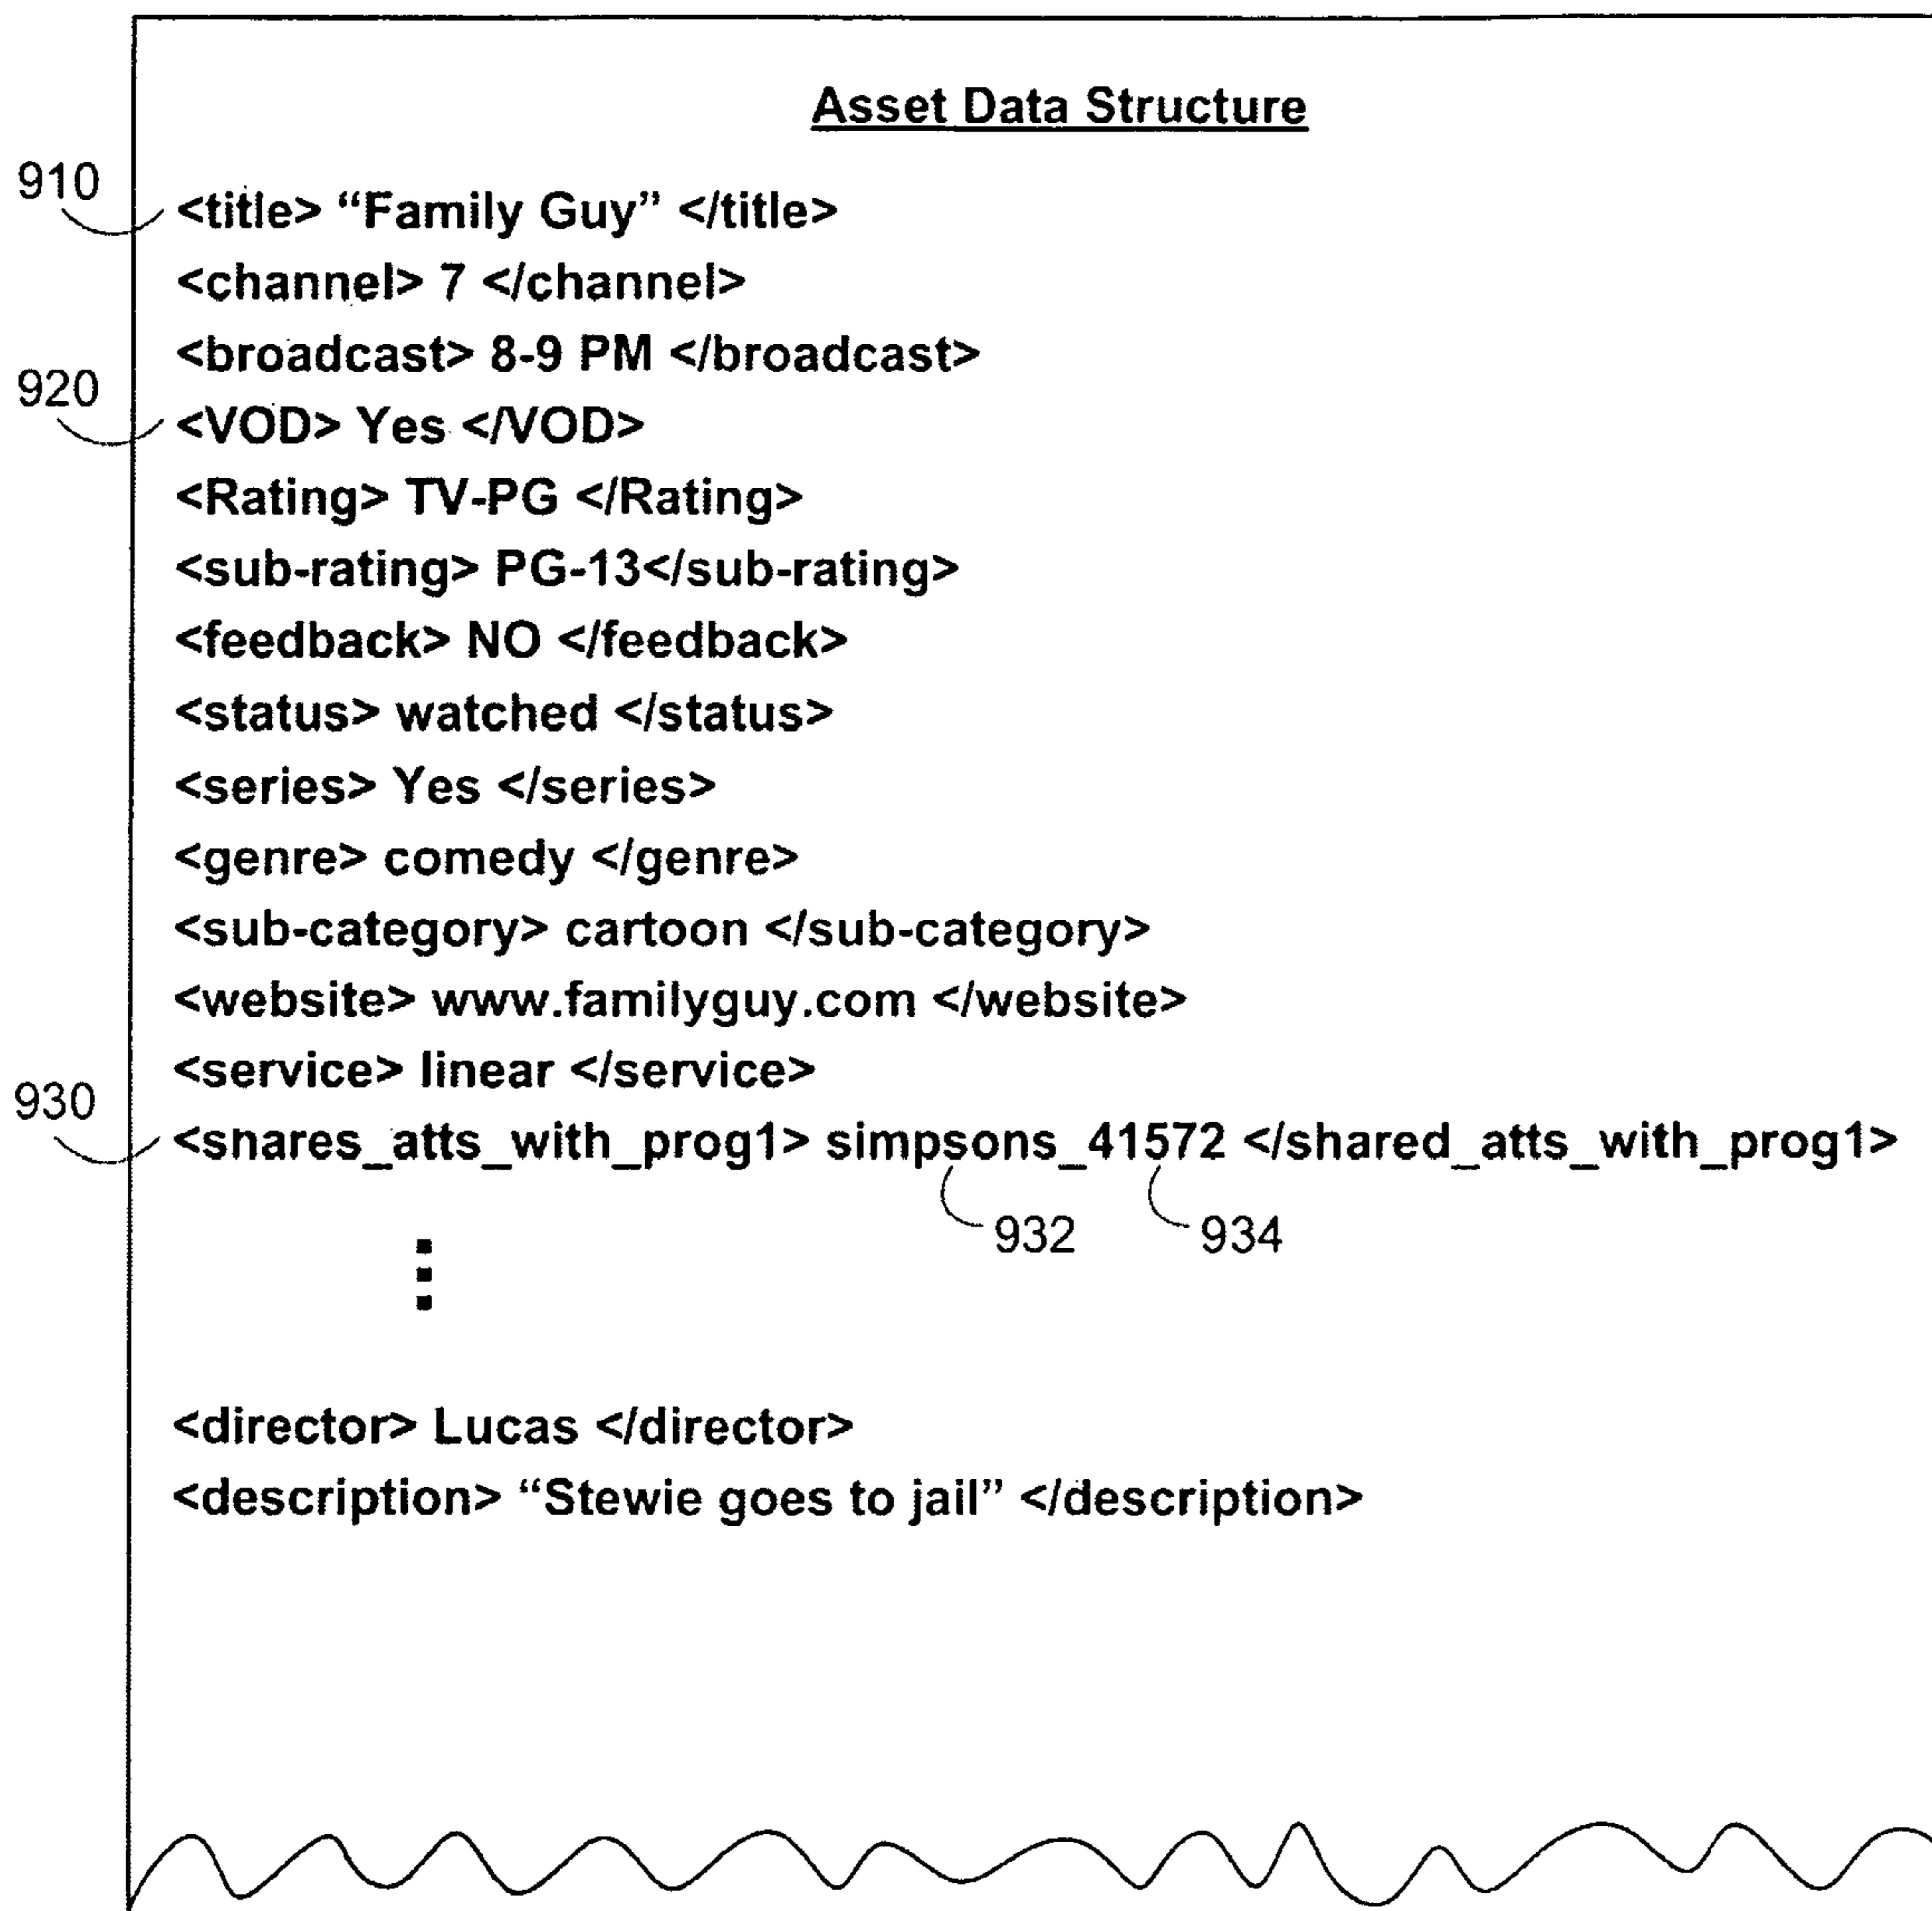 Asset Data Structure
910
<title> “Family Guy” </title>
<channel> 7 </channel>
<broadcast> 8-9 PM </broadcast>
920
<VOD> Yes </VOD>
<Rating> TV-PG </Rating>
<sub-rating> PG-13</sub-rating>
<feedback> NO </feedback>
<status> watched </status>
<series> Yes </series>
<genre> comedy </genre>
<sub-category> cartoon </sub-category>
<website> www.familyguy.com </website>
<service> linear </service>
930
<snares_atts_with_prog1> simpsons_41572 </shared_atts_with_prog1>
932 934
<director> Lucas </director>
<description> “Stewie goes to jail” </description>